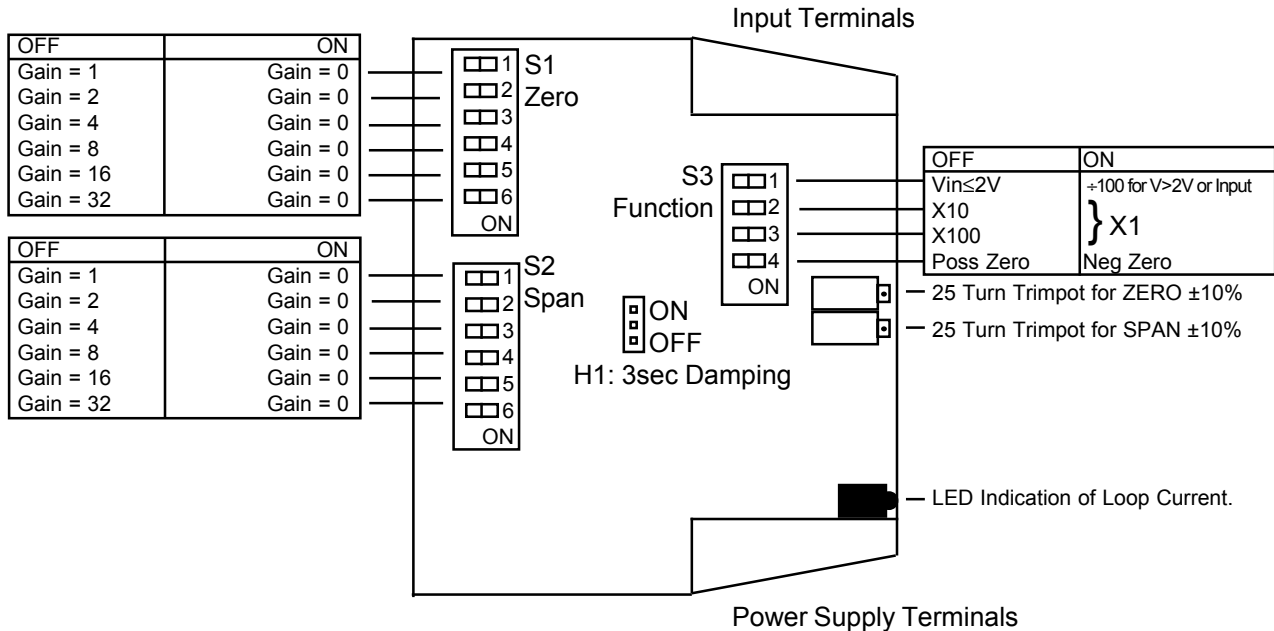 Input Terminals
OFF ON
Gain = 1 Gain = 0
Gain = 2 Gain = 0
Gain = 4 Gain = 0
Gain = 8 Gain = 0
Gain = 16 Gain = 0
Gain = 32 Gain = 0
1 S1
2 Zero
3
4
5
6
ON
OFF ON
Gain = 1 Gain = 0
Gain = 2 Gain = 0
Gain = 4 Gain = 0
Gain = 8 Gain = 0
Gain = 16 Gain = 0
Gain = 32 Gain = 0
1 S2
2 Span
3
4
5
6
ON
ON
OFF
H1: 3sec Damping
S3 1
Function 2
3
4
ON
OFF ON
Vin≤2V ÷100 for V>2V or Input
X10
X100 } X1
Poss Zero Neg Zero
25 Turn Trimpot for ZERO ±10%
25 Turn Trimpot for SPAN ±10%
LED Indication of Loop Current.
Power Supply Terminals